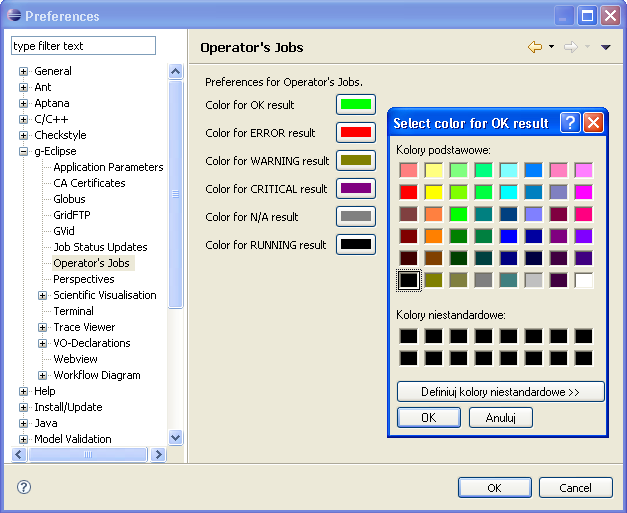 Preferences
type filter text
General
Ant
Aptana
C/C++
Checkstyle
g-Eclipse
Application Parameters
CA Certificates
Globus
GridFTP
GVid
Job Status Updates
Operator's Jobs
Perspectives
Scientific Visualisation
Terminal
Trace Viewer
VO-Declarations
Webview
Workflow Diagram
Help
Install/Update
Java
Model Validation
Operator's Jobs
Preferences for Operator's Jobs.
Color for OK result
Color for ERROR result
Color for WARNING result
Color for CRITICAL result
Color for N/A result
Color for RUNNING result
Select color for OK result
Kolory podstawowe:
Kolory niestandardowe:
Definiuj kolory niestandardowe >>
OK Anuluj
OK Cancel